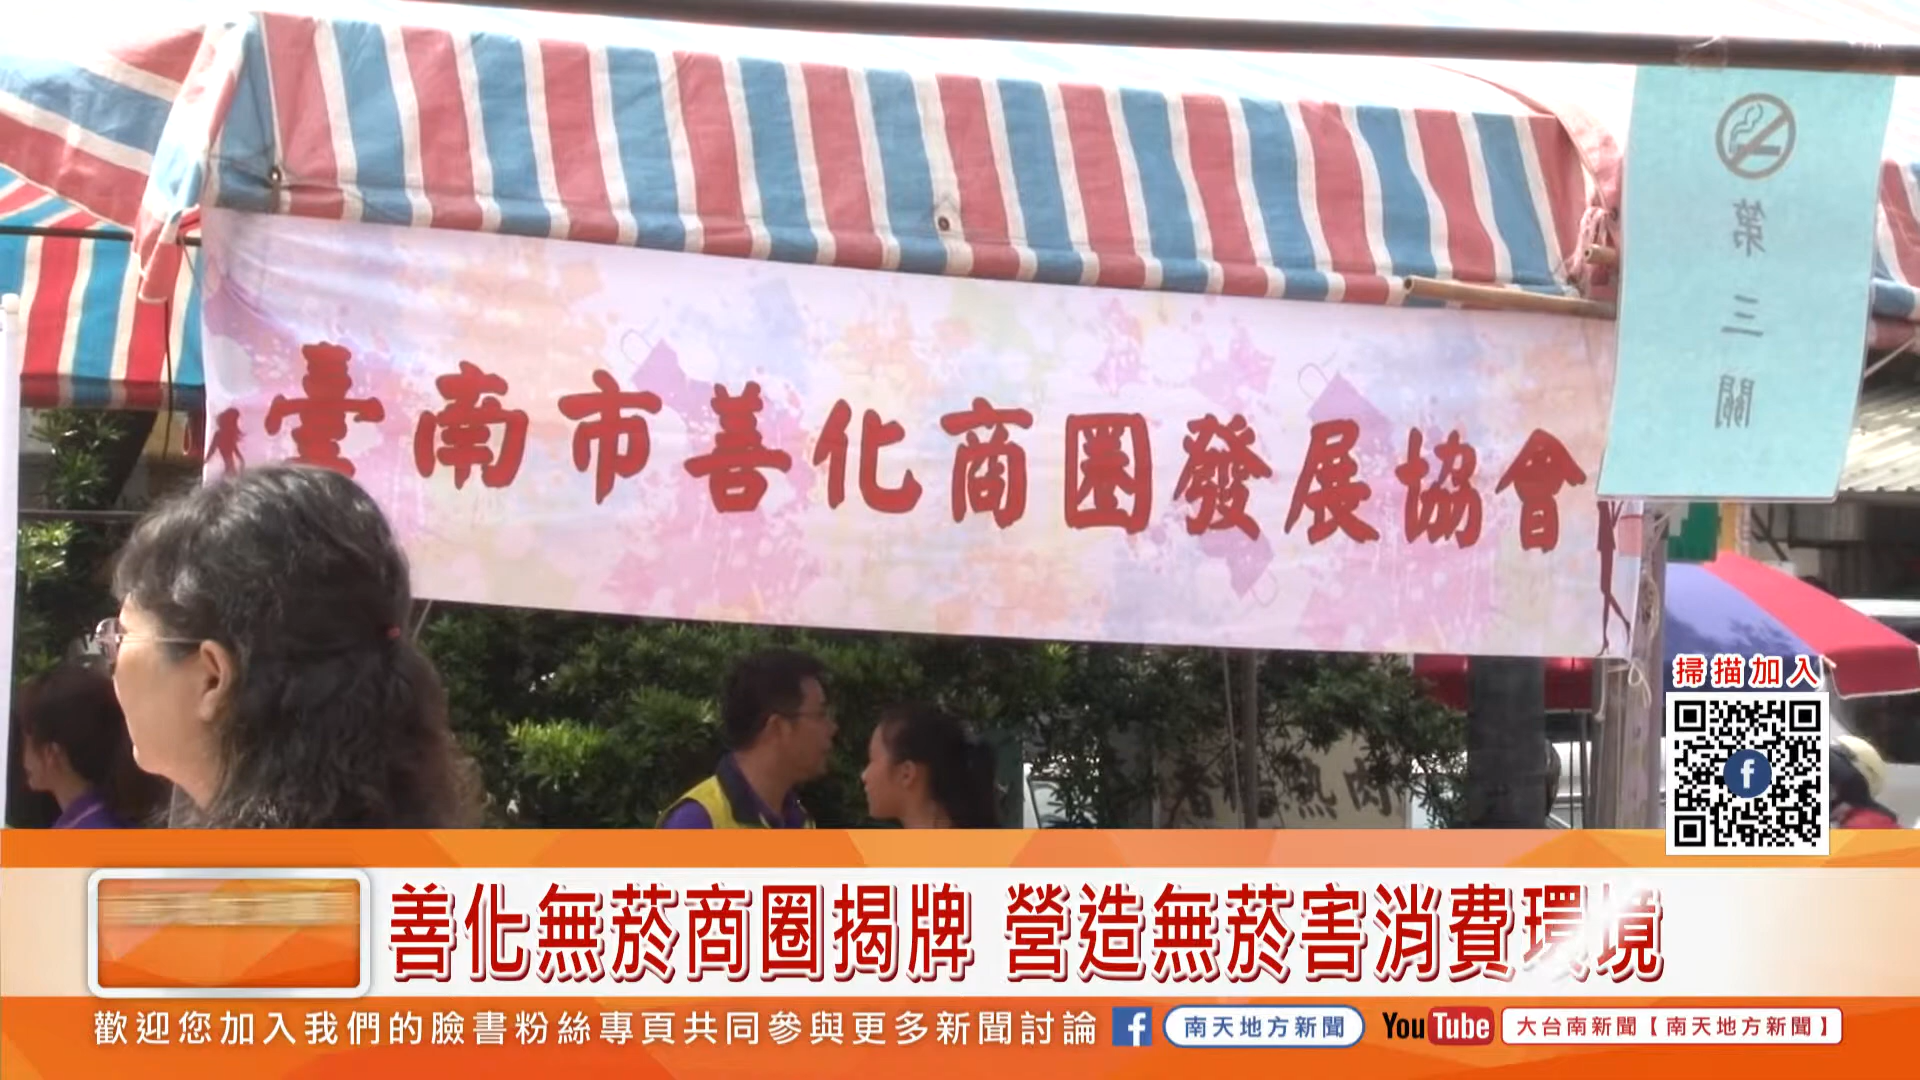 第
三
關
臺南市善化商圈發展協會
掃描加入
善化無菸商圈揭牌 營造無菸害消費環境
歡迎您加入我們的臉書粉絲專頁共同參與更多新聞討論 f 南天地方新聞 YouTube 大台南新聞【南天地方新聞】